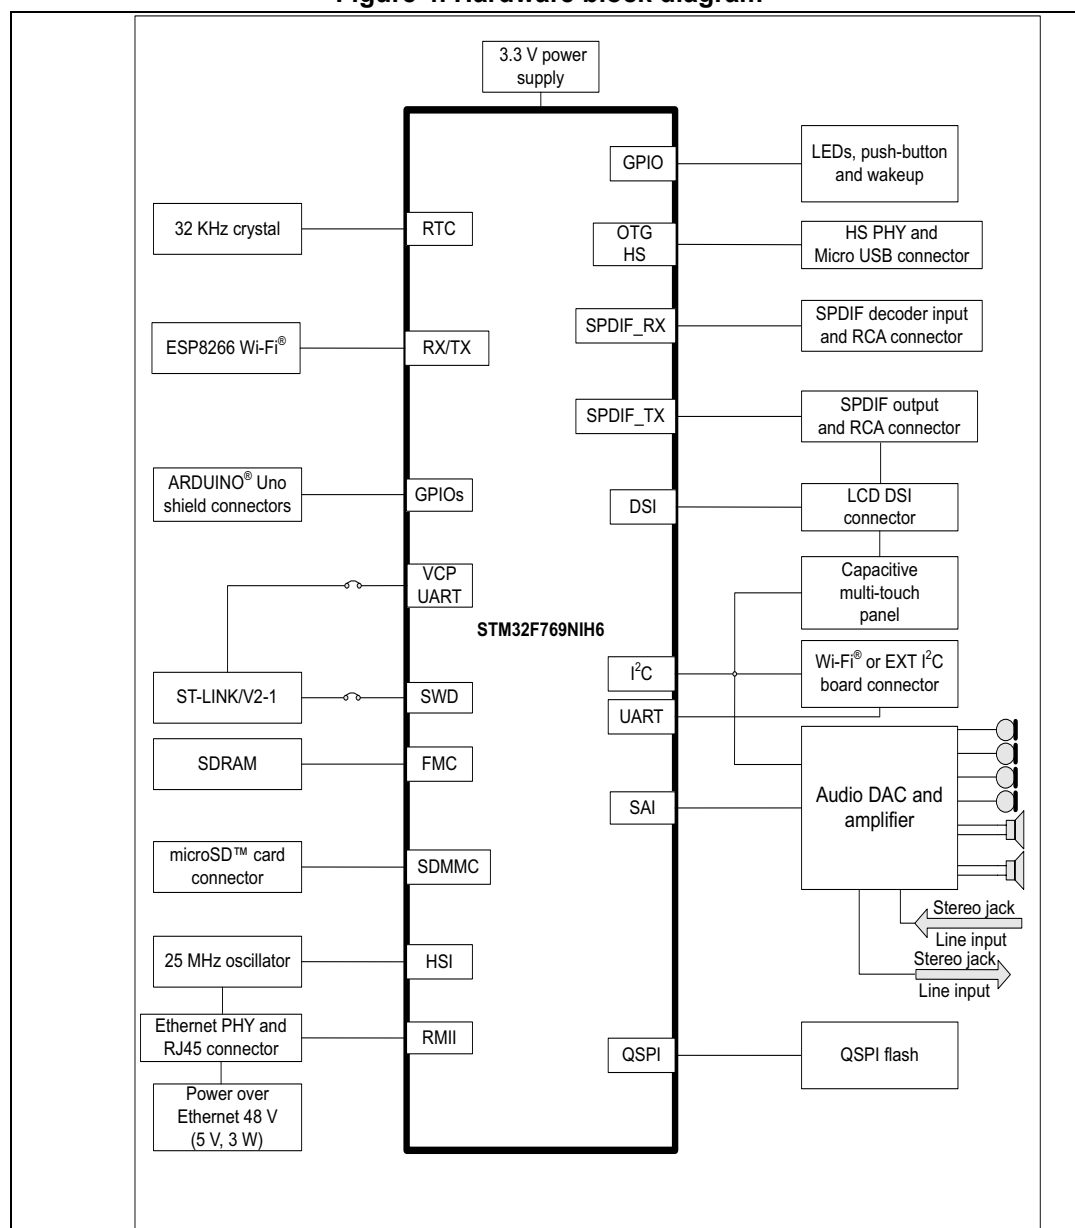 3.3 V power
supply
GPIO
LEDs, push-button
and wakeup
32 KHz crystal
RTC
OTG
HS
HS PHY and
Micro USB connector
SPDIF_RX
SPDIF decoder input
and RCA connector
ESP8266 Wi-Fi®
RX/TX
SPDIF_TX
SPDIF output
and RCA connector
ARDUINO® Uno
shield connectors
GPIOs
DSI
LCD DSI
connector
VCP
UART
Capacitive
multi-touch
panel
STM32F769NIH6
I²C
Wi-Fi® or EXT I²C
board connector
ST-LINK/V2-1
SWD
UART
SDRAM
FMC
SAI
Audio DAC and
amplifier
microSD™ card
connector
SDMMC
Stereo jack
Line input
Stereo jack
Line input
25 MHz oscillator
HSI
Ethernet PHY and
RJ45 connector
RMII
QSPI
QSPI flash
Power over
Ethernet 48 V
(5 V, 3 W)